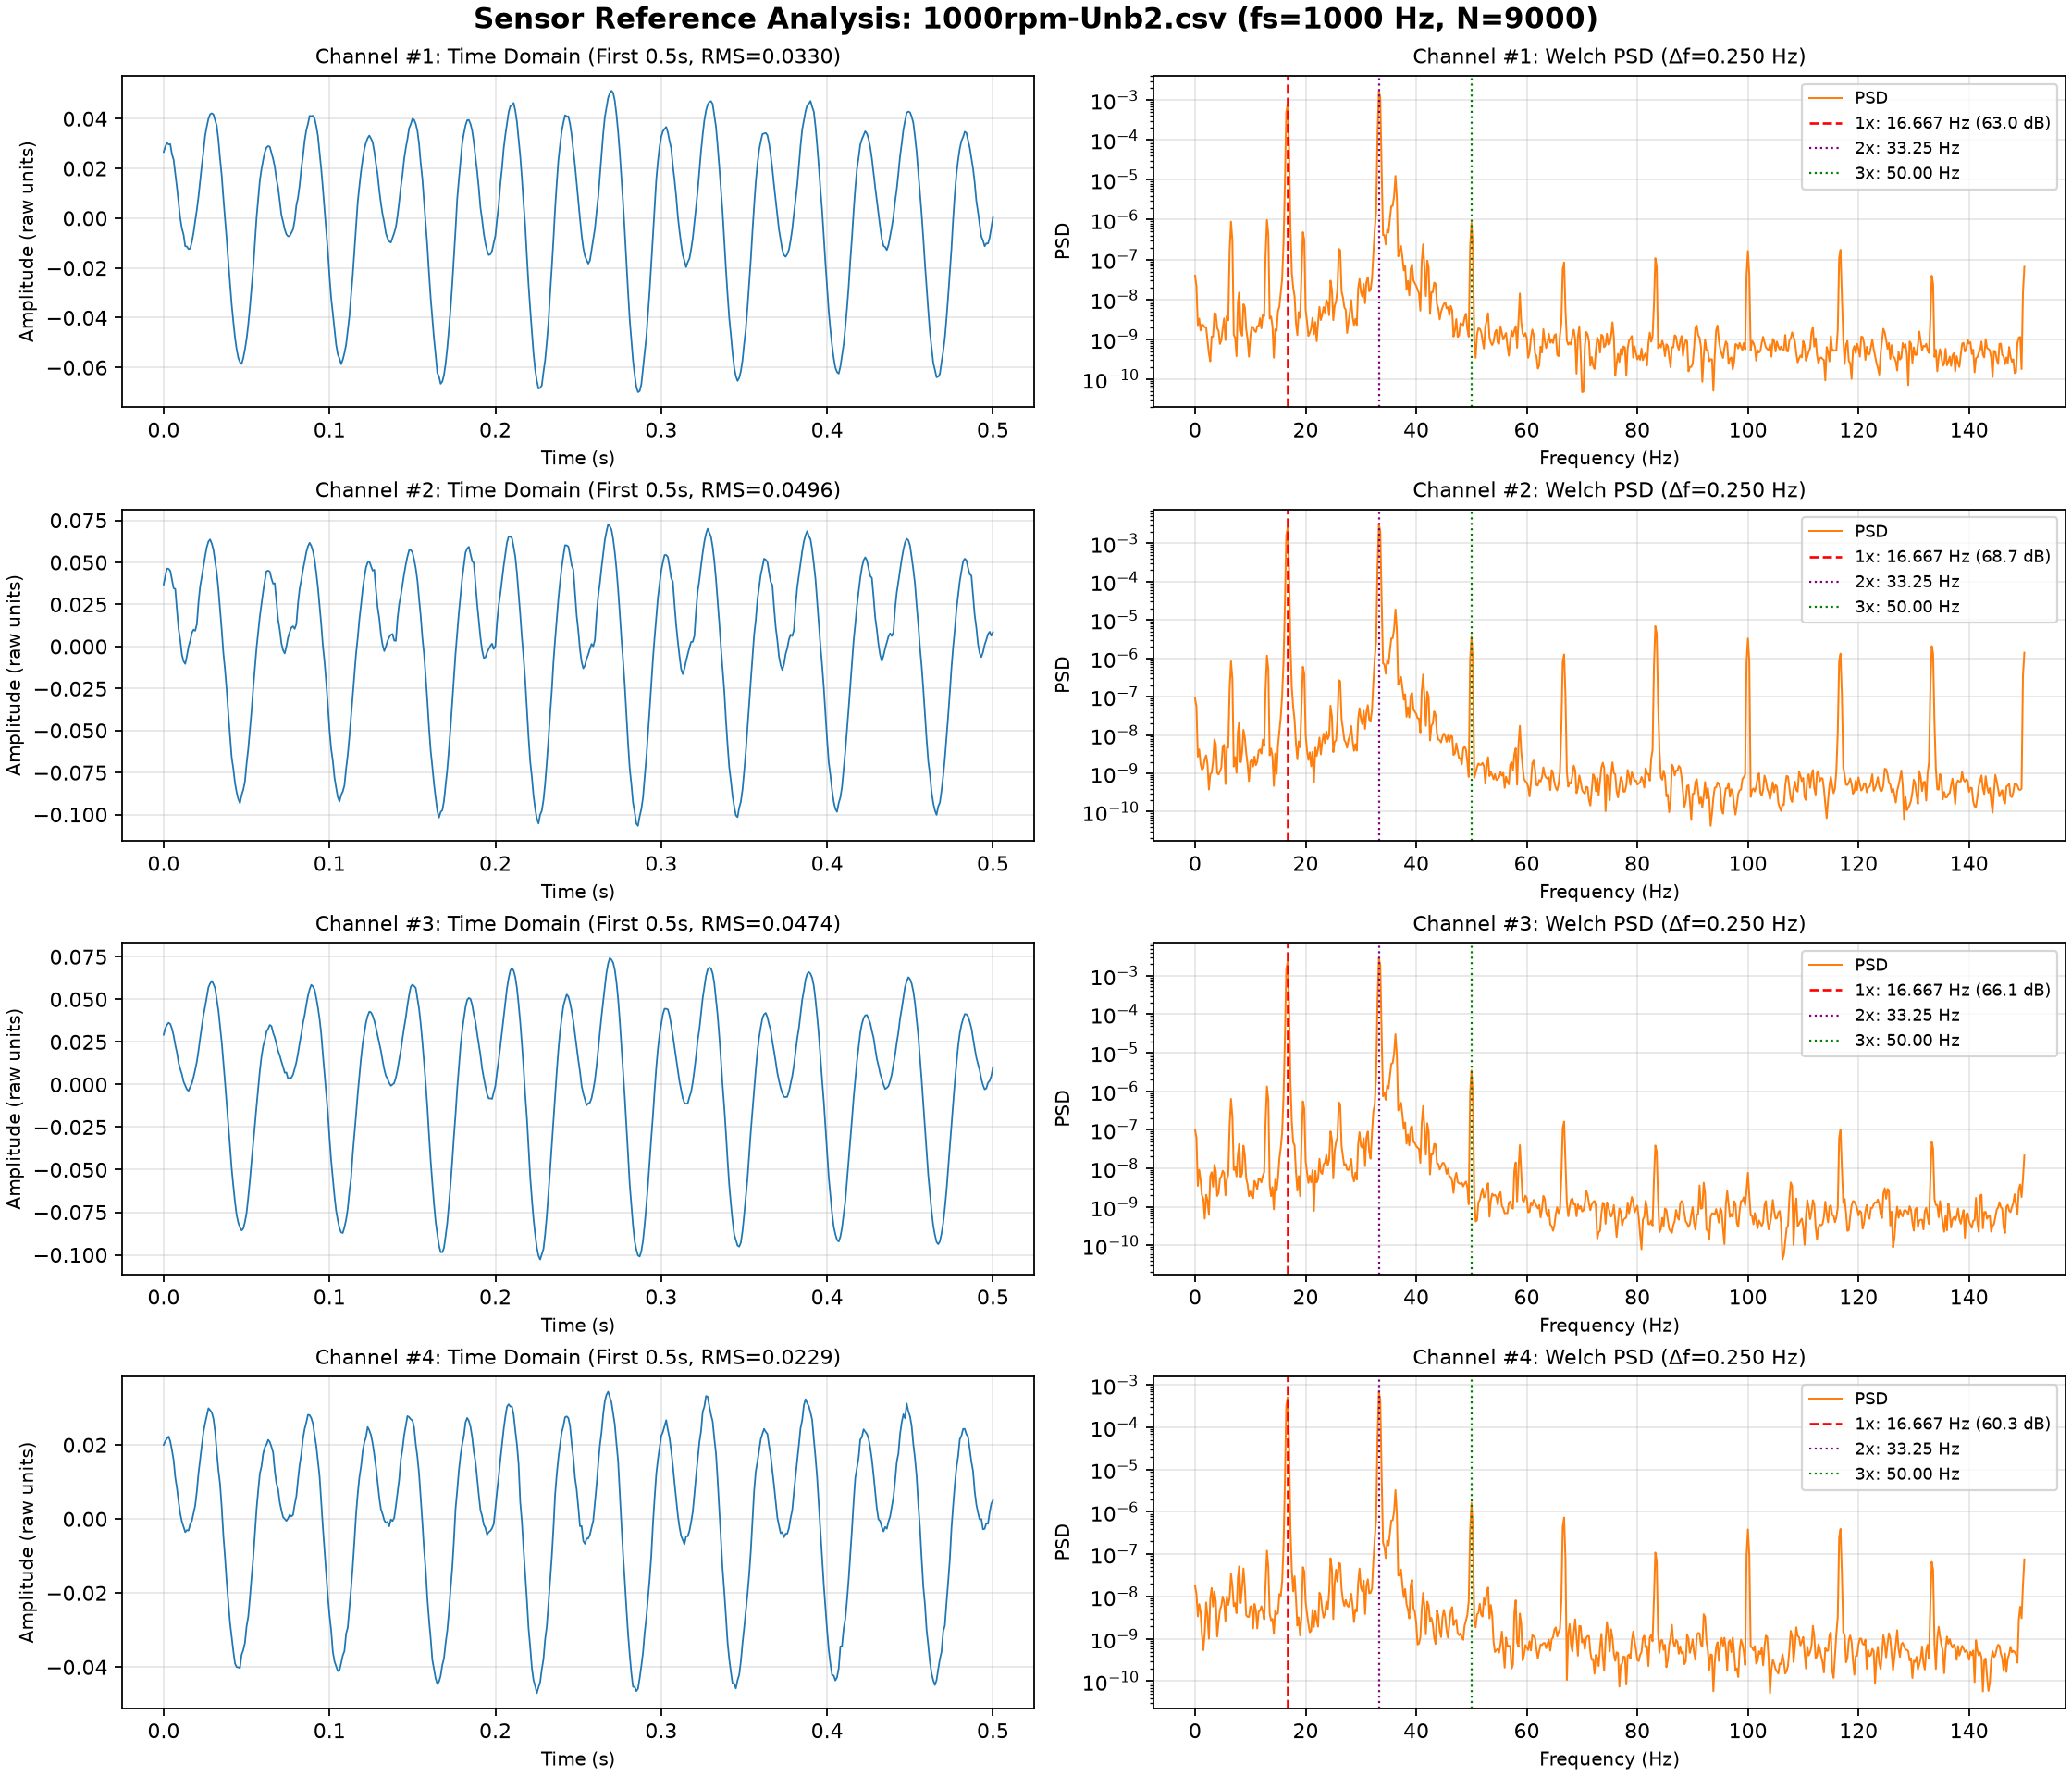 Sensor Reference Analysis: 1000rpm-Unb2.csv (fs=1000 Hz, N=9000)
Channel #1: Time Domain (First 0.5s, RMS=0.0330)
Amplitude (raw units)
0.04
0.02
0.00
−0.02
−0.04
−0.06
0.0 0.1 0.2 0.3 0.4 0.5
Time (s)
Channel #1: Welch PSD (Δf=0.250 Hz)
PSD
10⁻³
10⁻⁴
10⁻⁵
10⁻⁶
10⁻⁷
10⁻⁸
10⁻⁹
10⁻¹⁰
PSD
1x: 16.667 Hz (63.0 dB)
2x: 33.25 Hz
3x: 50.00 Hz
0 20 40 60 80 100 120 140
Frequency (Hz)
Channel #2: Time Domain (First 0.5s, RMS=0.0496)
Amplitude (raw units)
0.075
0.050
0.025
0.000
−0.025
−0.050
−0.075
−0.100
0.0 0.1 0.2 0.3 0.4 0.5
Time (s)
Channel #2: Welch PSD (Δf=0.250 Hz)
PSD
10⁻³
10⁻⁴
10⁻⁵
10⁻⁶
10⁻⁷
10⁻⁸
10⁻⁹
10⁻¹⁰
PSD
1x: 16.667 Hz (68.7 dB)
2x: 33.25 Hz
3x: 50.00 Hz
0 20 40 60 80 100 120 140
Frequency (Hz)
Channel #3: Time Domain (First 0.5s, RMS=0.0474)
Amplitude (raw units)
0.075
0.050
0.025
0.000
−0.025
−0.050
−0.075
−0.100
0.0 0.1 0.2 0.3 0.4 0.5
Time (s)
Channel #3: Welch PSD (Δf=0.250 Hz)
PSD
10⁻³
10⁻⁴
10⁻⁵
10⁻⁶
10⁻⁷
10⁻⁸
10⁻⁹
10⁻¹⁰
PSD
1x: 16.667 Hz (66.1 dB)
2x: 33.25 Hz
3x: 50.00 Hz
0 20 40 60 80 100 120 140
Frequency (Hz)
Channel #4: Time Domain (First 0.5s, RMS=0.0229)
Amplitude (raw units)
0.02
0.00
−0.02
−0.04
0.0 0.1 0.2 0.3 0.4 0.5
Time (s)
Channel #4: Welch PSD (Δf=0.250 Hz)
PSD
10⁻³
10⁻⁴
10⁻⁵
10⁻⁶
10⁻⁷
10⁻⁸
10⁻⁹
10⁻¹⁰
PSD
1x: 16.667 Hz (60.3 dB)
2x: 33.25 Hz
3x: 50.00 Hz
0 20 40 60 80 100 120 140
Frequency (Hz)